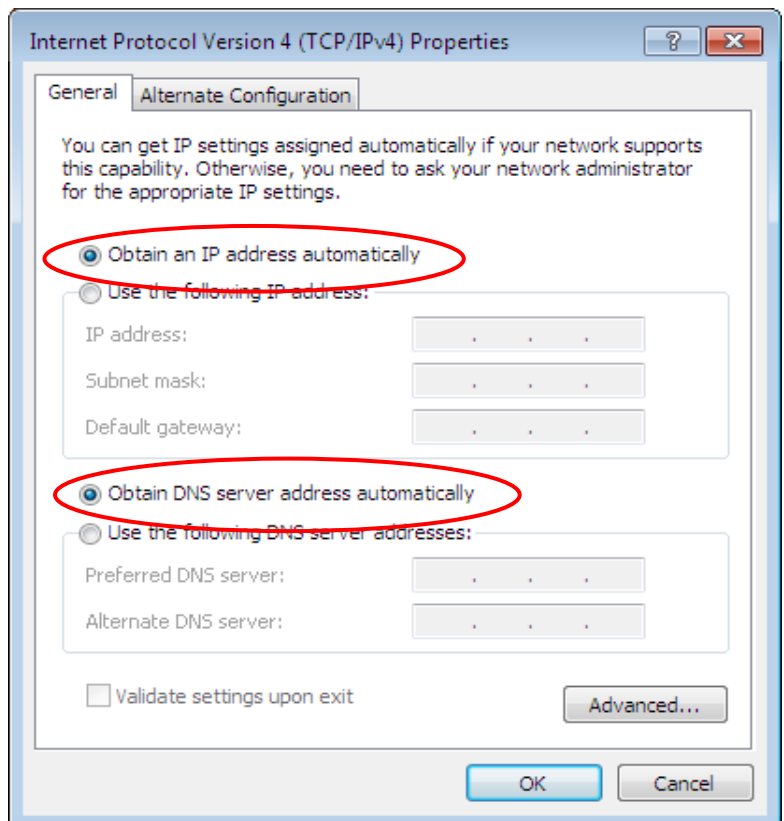 Internet Protocol Version 4 (TCP/IPv4) Properties
?
General
Alternate Configuration
You can get IP settings assigned automatically if your network supports
this capability. Otherwise, you need to ask your network administrator
for the appropriate IP settings.
Obtain an IP address automatically
Use the following IP address:
IP address:
. . .
Subnet mask:
. . .
Default gateway:
. . .
Obtain DNS server address automatically
Use the following DNS server addresses:
Preferred DNS server:
. . .
Alternate DNS server:
. . .
Validate settings upon exit
Advanced...
OK
Cancel